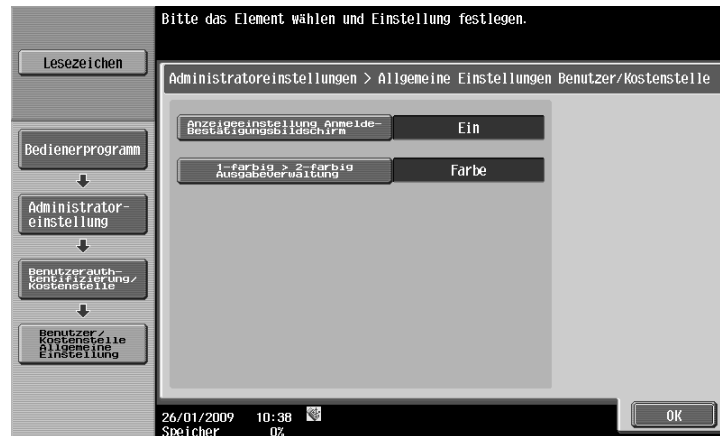 Bitte das Element wählen und Einstellung festlegen.
Lesezeichen
Administratoreinstellungen > Allgemeine Einstellungen Benutzer/Kostenstelle
Anzeigeeinstellung Anmelde-
Bestätigungsbildschirm
Ein
1-farbig > 2-farbig
Ausgabeverwaltung
Farbe
Bedienerprogramm
Administrator-
einstellung
Benutzerauth-
tentifizierung/
Kostenstelle
Benutzer/
Kostenstelle
Allgemeine
Einstellung
26/01/2009 10:38
Speicher 0%
OK